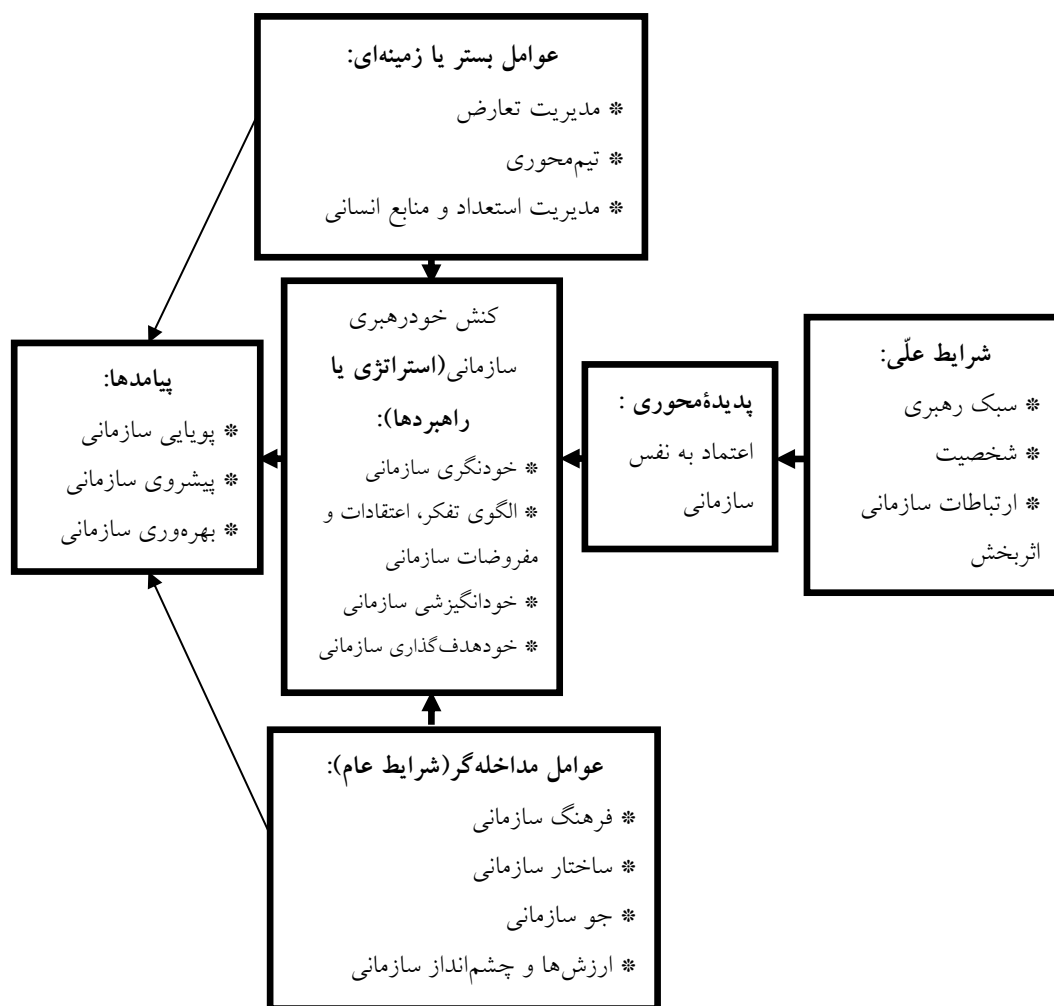 عوامل بستر یا زمینه‌ای:
* مدیریت تعارض
* تیم‌محوری
* مدیریت استعداد و منابع انسانی
شرایط علّی:
* سبک رهبری
* شخصیت
* ارتباطات سازمانی
اثربخش
پدیدۀمحوری :
اعتماد به نفس
سازمانی
کنش خودرهبری
سازمانی(استراتژی یا
راهبردها):
* خودنگری سازمانی
* الگوی تفکر، اعتقادات و
مفروضات سازمانی
* خودانگیزشی سازمانی
* خودهدف‌گذاری سازمانی
پیامدها:
* پویایی سازمانی
* پیشروی سازمانی
* بهره‌وری سازمانی
عوامل مداخله‌گر(شرایط عام):
* فرهنگ سازمانی
* ساختار سازمانی
* جو سازمانی
* ارزش‌ها و چشم‌انداز سازمانی